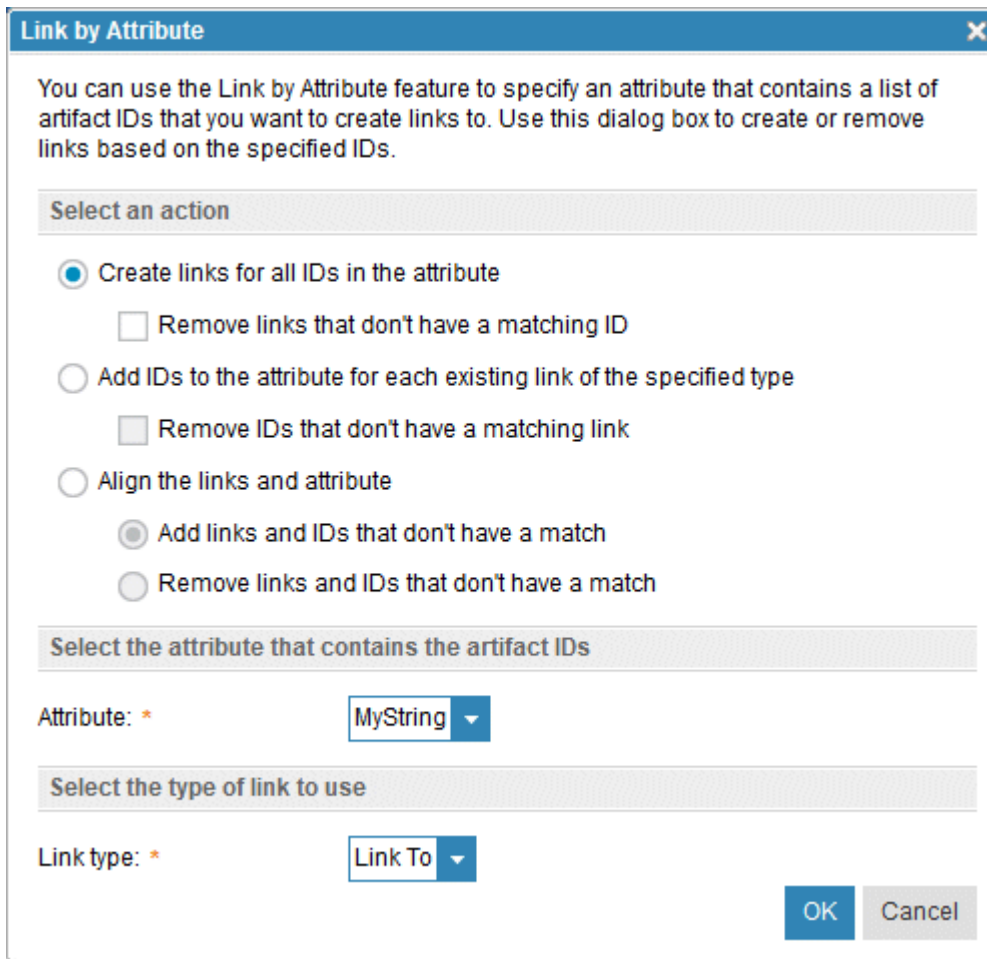 Link by Attribute
You can use the Link by Attribute feature to specify an attribute that contains a list of
artifact IDs that you want to create links to. Use this dialog box to create or remove
links based on the specified IDs.
Select an action
Create links for all IDs in the attribute
Remove links that don't have a matching ID
Add IDs to the attribute for each existing link of the specified type
Remove IDs that don't have a matching link
Align the links and attribute
Add links and IDs that don't have a match
Remove links and IDs that don't have a match
Select the attribute that contains the artifact IDs
Attribute: * MyString
Select the type of link to use
Link type: * Link To
OK Cancel